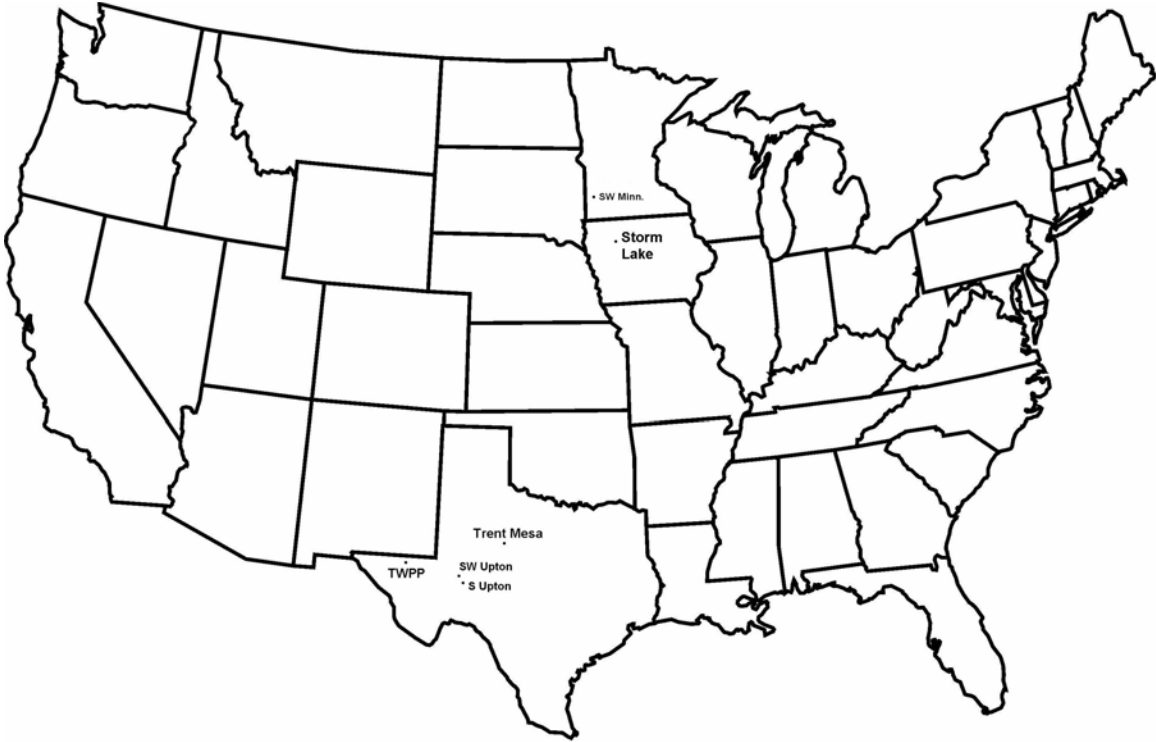 SW Minn.
Storm
Lake
Trent Mesa
TWPP
SW Upton
S Upton